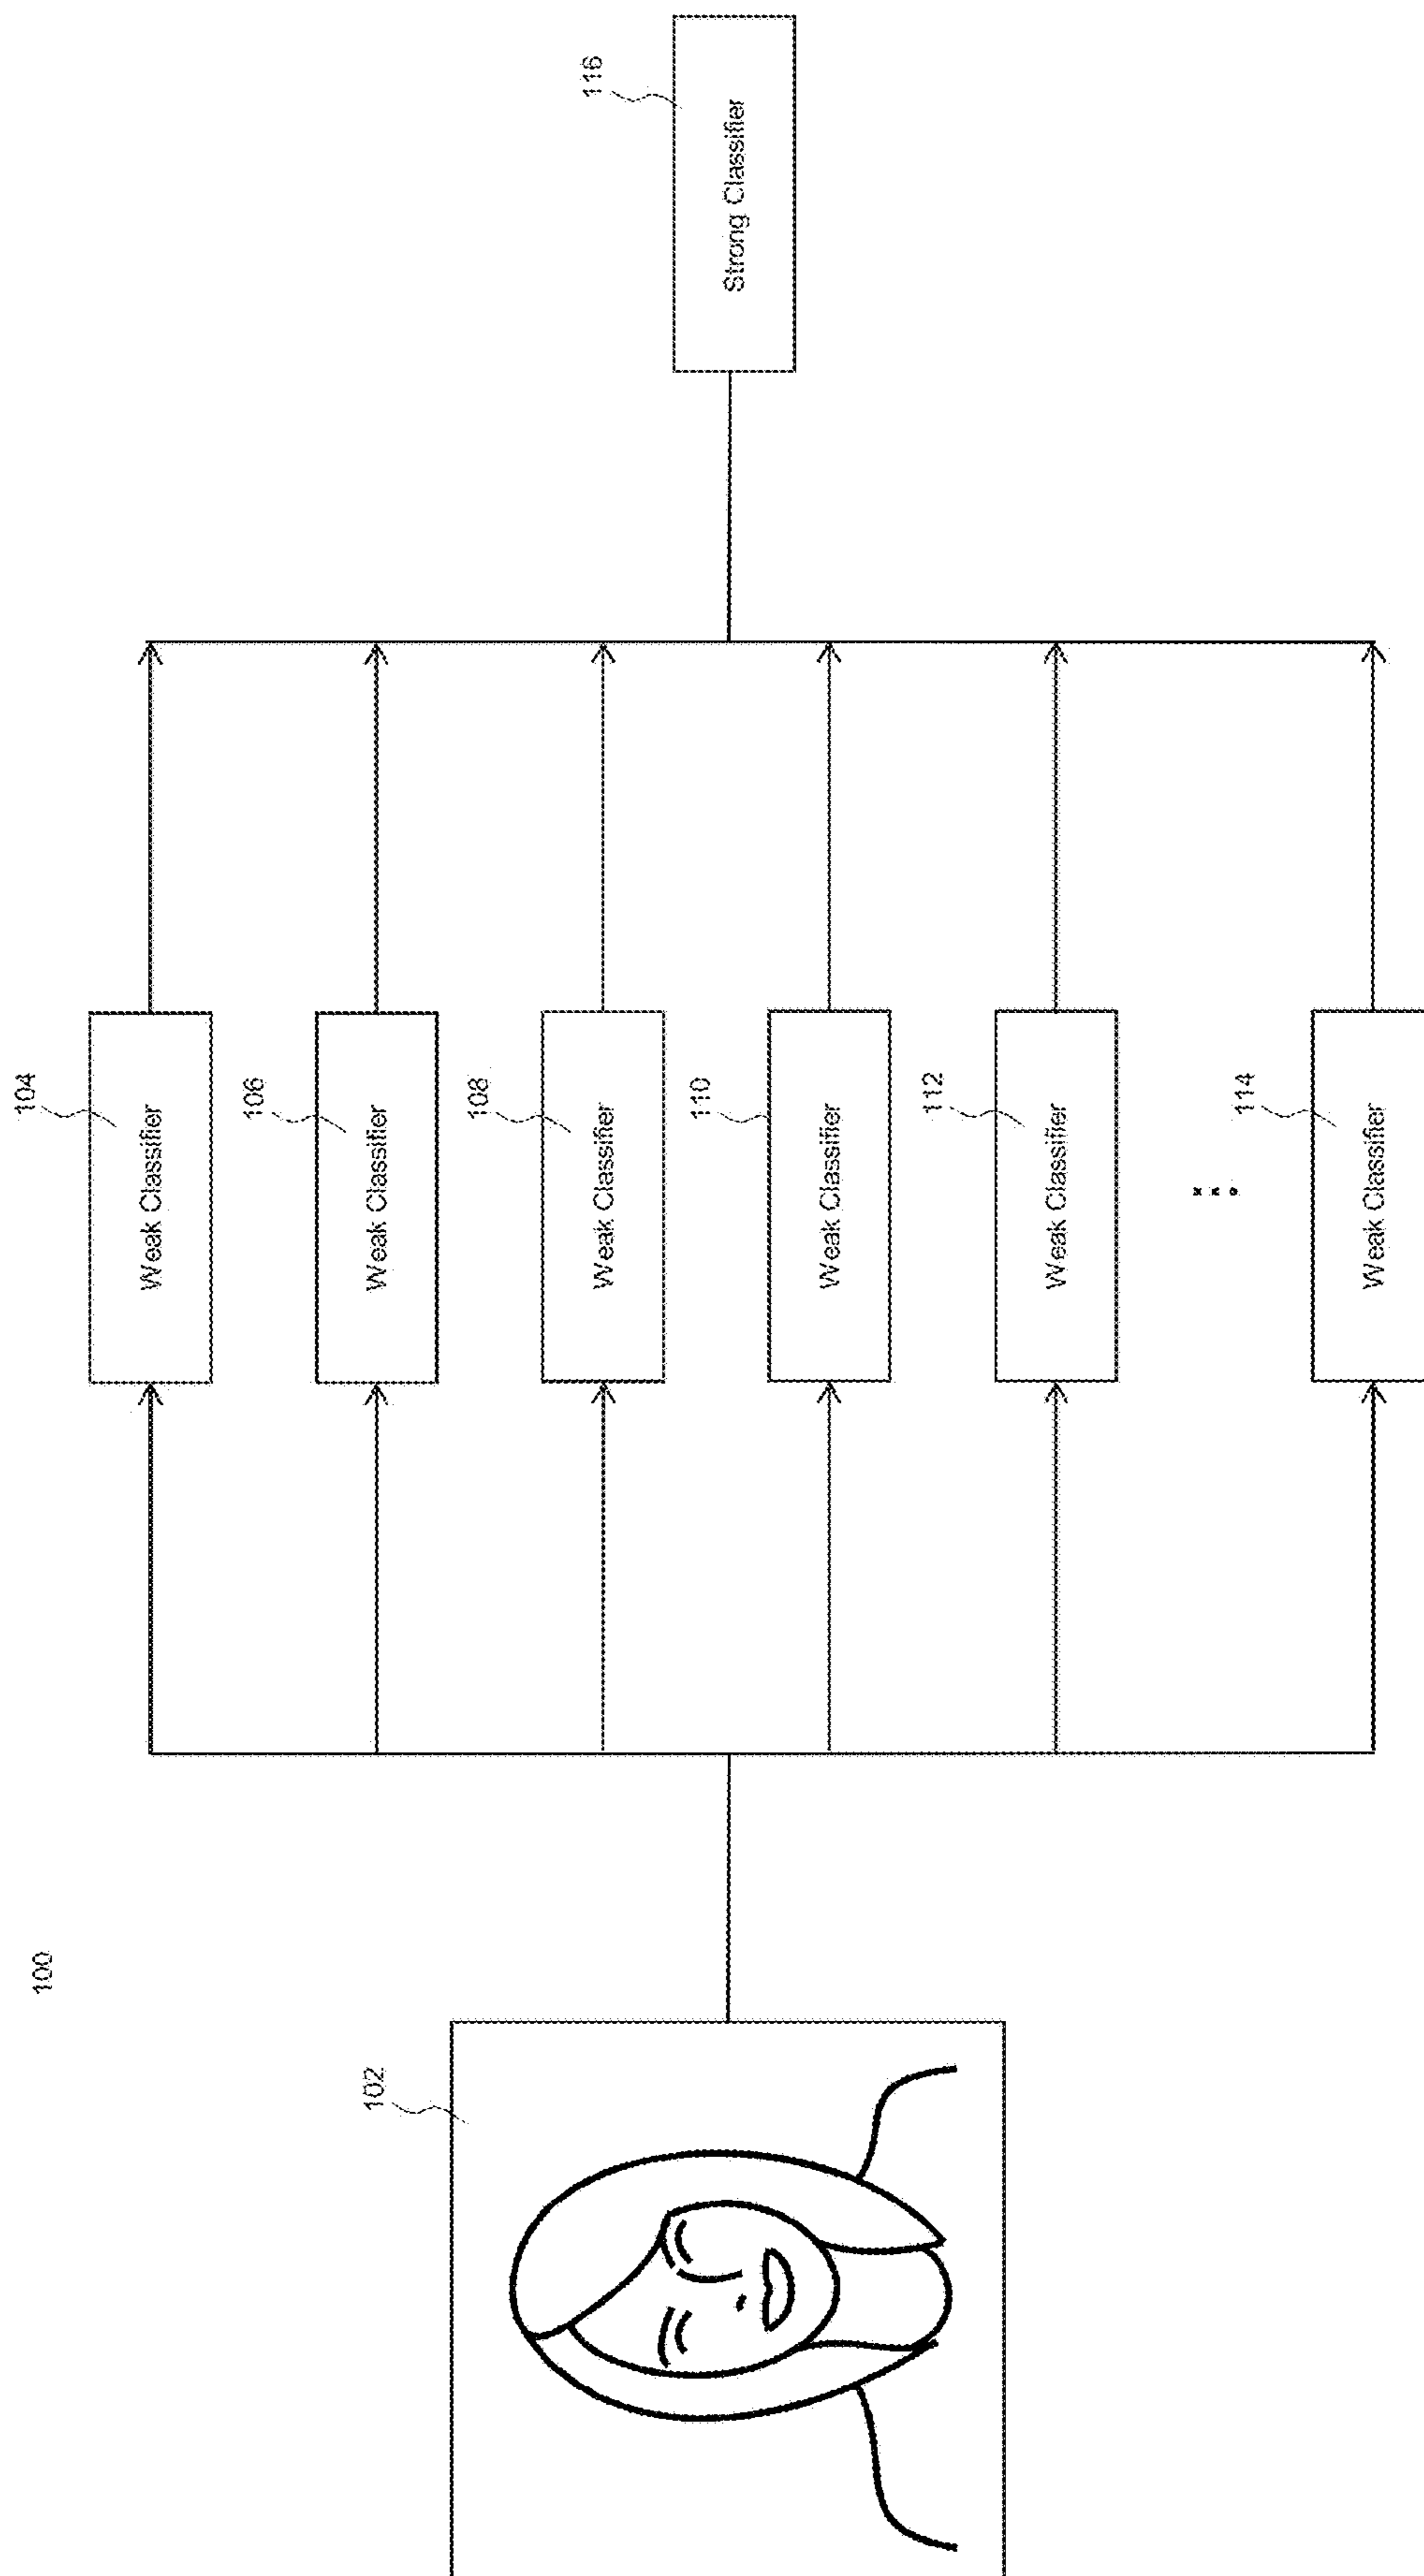 100
102
104
Weak Classifier
106
Weak Classifier
108
Weak Classifier
110
Weak Classifier
112
Weak Classifier
114
Weak Classifier
116
Strong Classifier